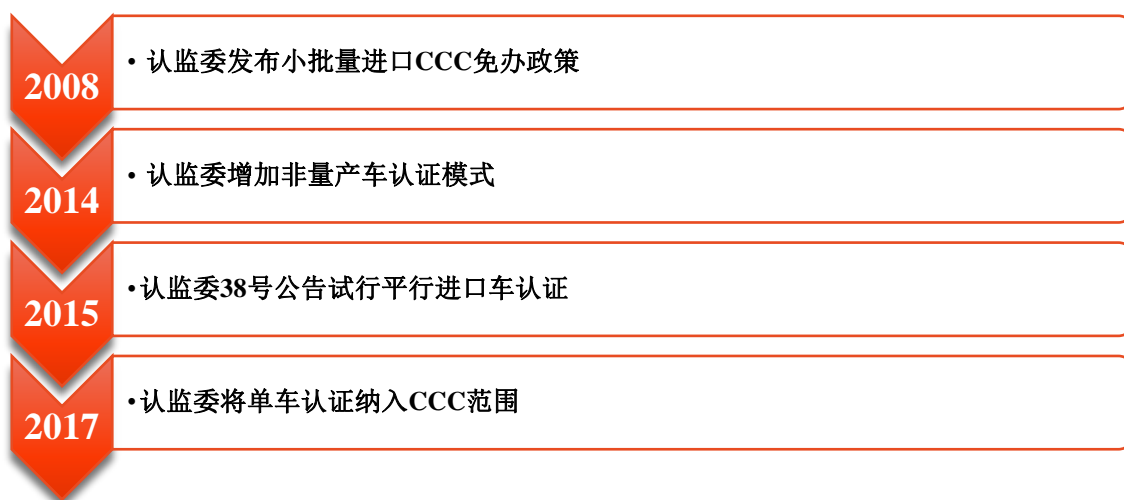 2008
• 认监委发布小批量进口CCC免办政策
2014
• 认监委增加非量产车认证模式
2015
•认监委38号公告试行平行进口车认证
2017
•认监委将单车认证纳入CCC范围